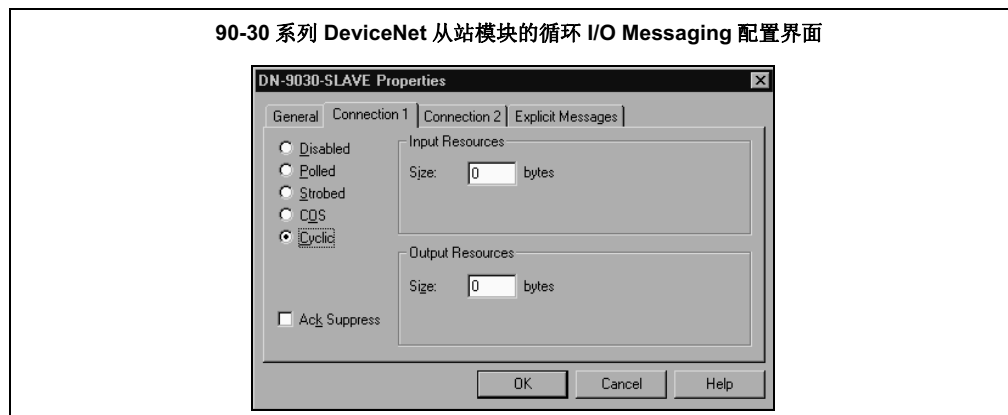 90-30 系列 DeviceNet 从站模块的循环 I/O Messaging 配置界面
DN-9030-SLAVE Properties
General Connection 1 Connection 2 Explicit Messages
Disabled
Polled
Strobed
COS
Cyclic
Input Resources
Size: 0 bytes
Output Resources
Size: 0 bytes
Ack Suppress
OK Cancel Help